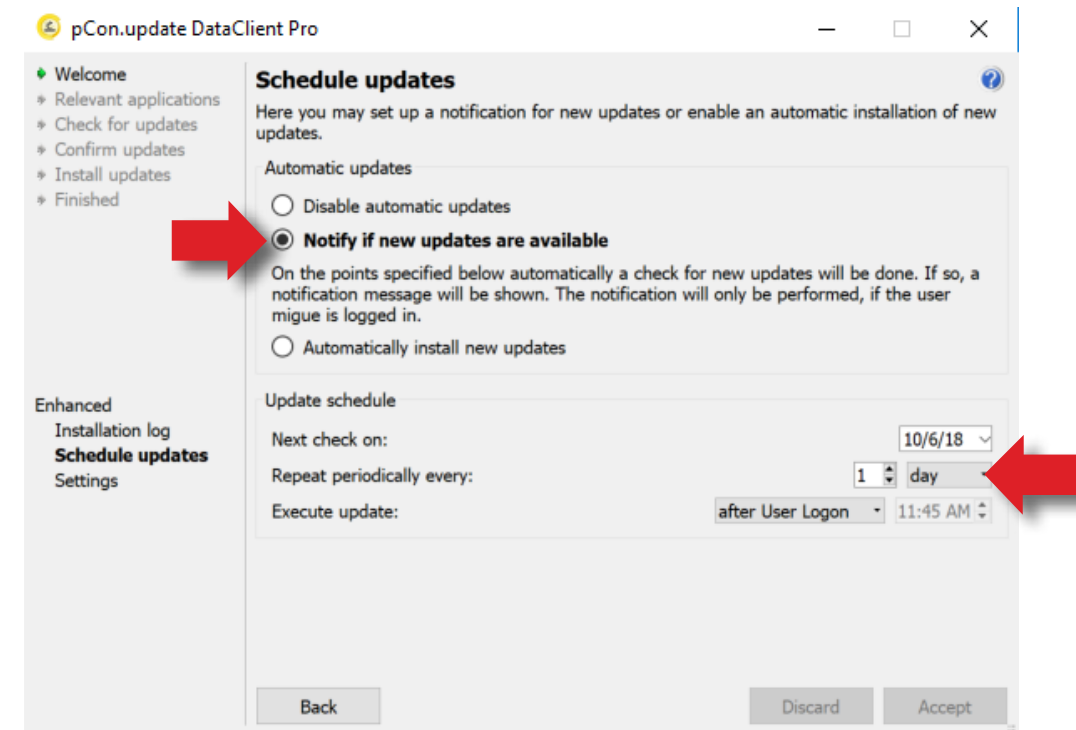 pCon.update DataClient Pro
Welcome
Relevant applications
Check for updates
Confirm updates
Install updates
Finished
Enhanced
Installation log
Schedule updates
Settings
Schedule updates
Here you may set up a notification for new updates or enable an automatic installation of new
updates.
Automatic updates
Disable automatic updates
Notify if new updates are available
On the points specified below automatically a check for new updates will be done. If so, a
notification message will be shown. The notification will only be performed, if the user
migue is logged in.
Automatically install new updates
Update schedule
Next check on: 10/6/18
Repeat periodically every: 1 day
Execute update: after User Logon 11:45 AM
Back Discard Accept